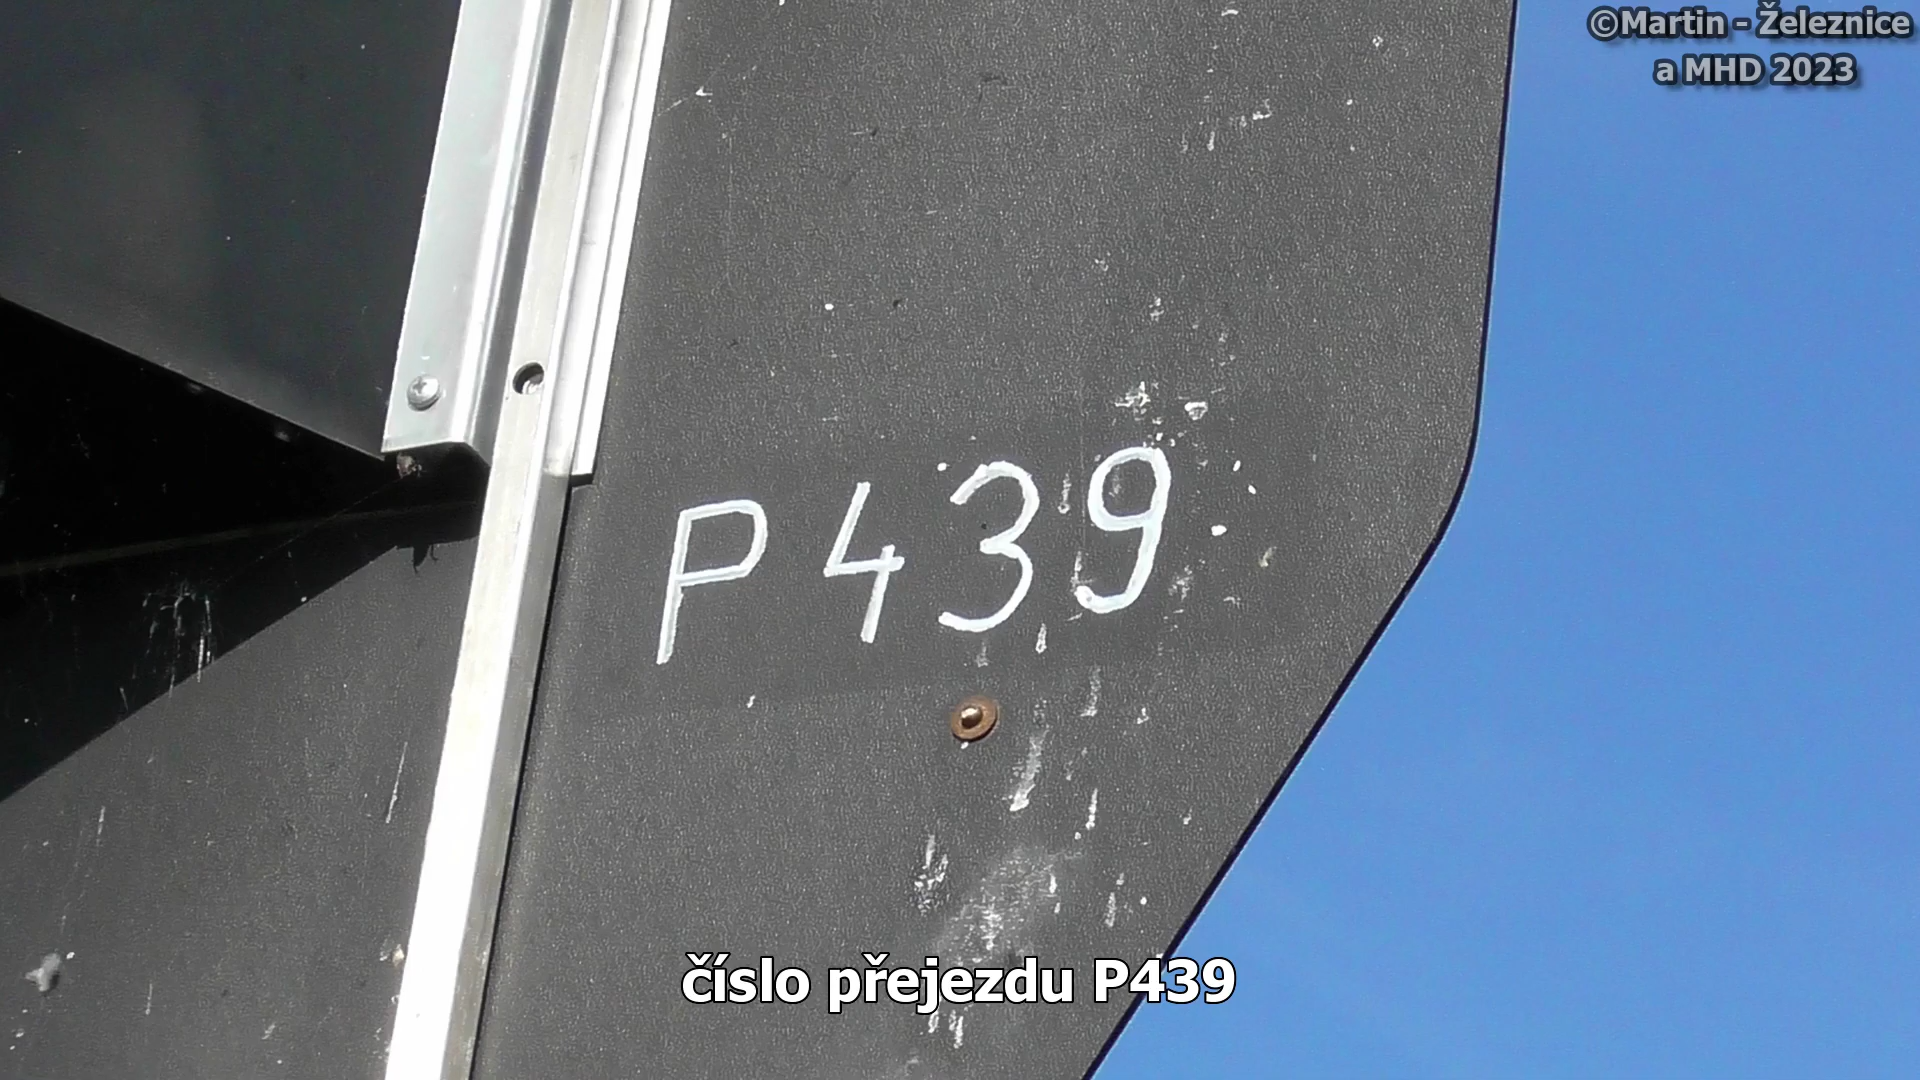 ©Martin - Železnice
a MHD 2023
P439
číslo přejezdu P439